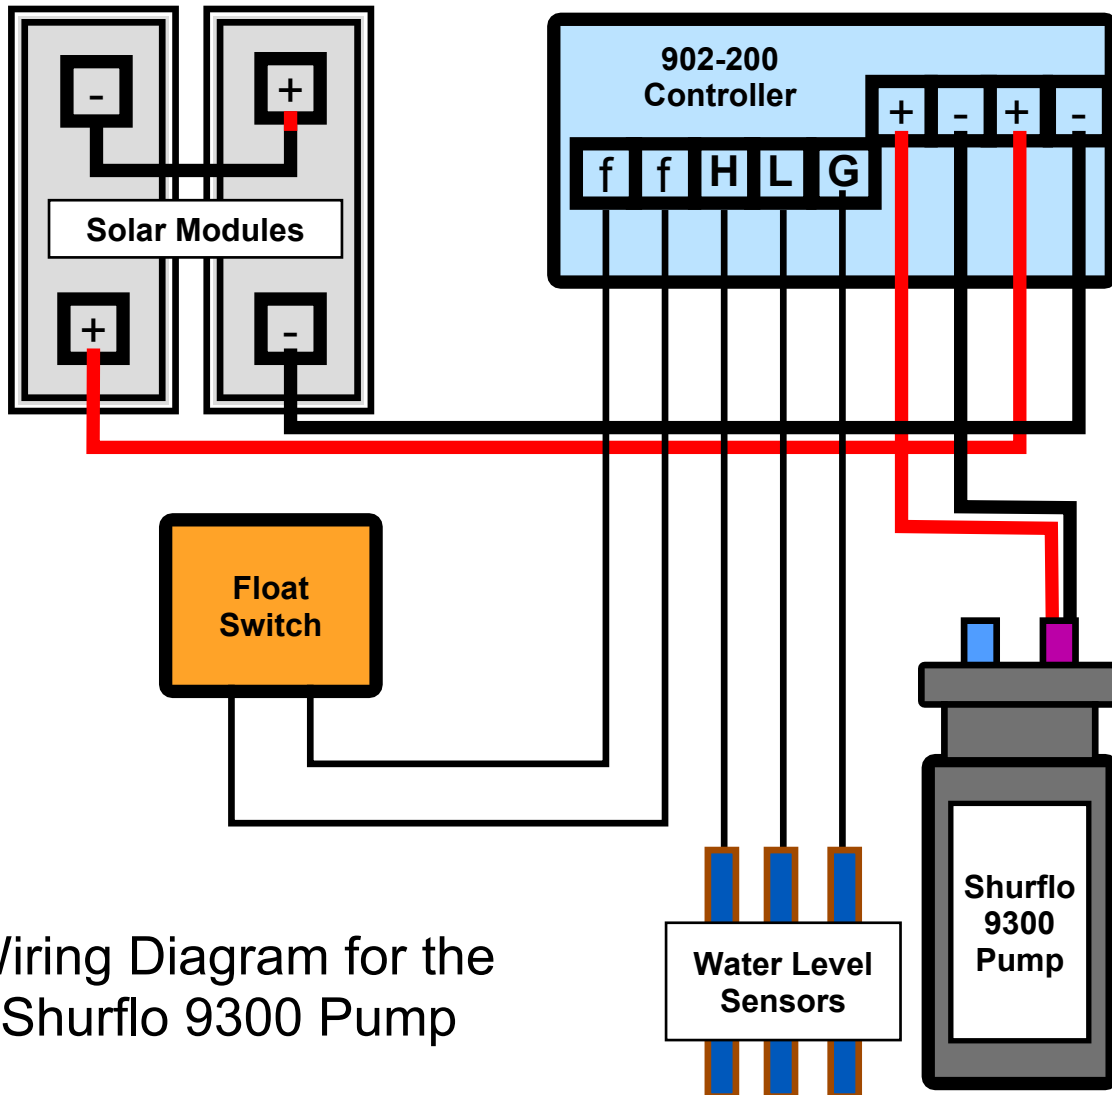 902-200
Controller
- +
+ - + -
f f H L G
Solar Modules
+ -
Float
Switch
Shurflo
9300
Pump
Water Level
Sensors
Wiring Diagram for the
Shurflo 9300 Pump